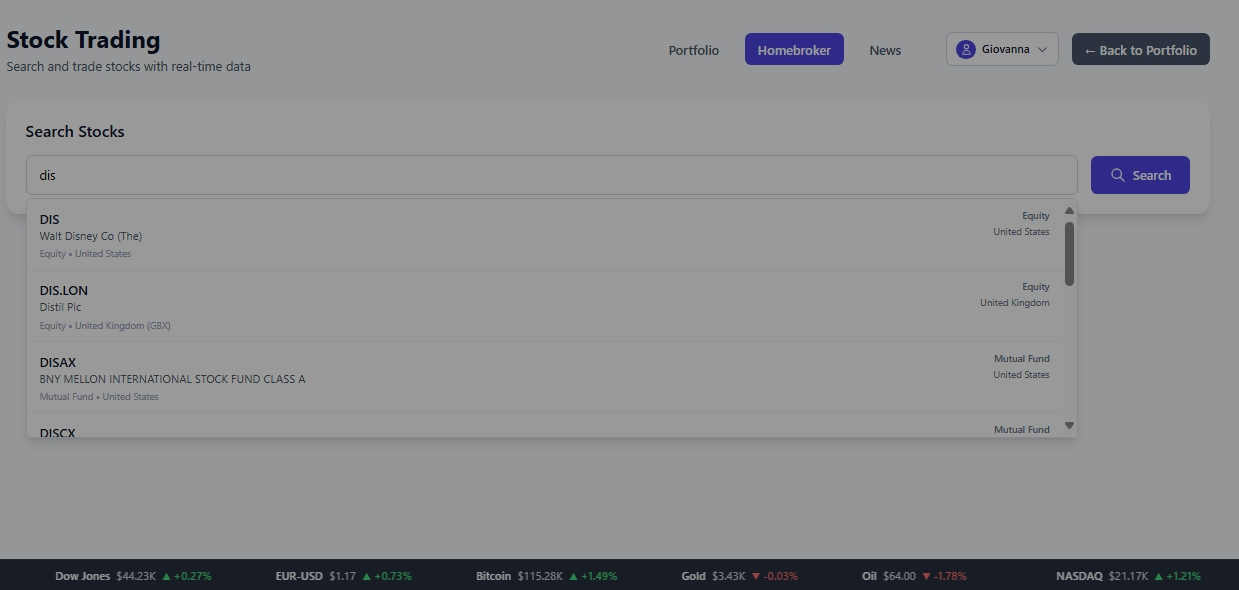 Stock Trading
Search and trade stocks with real-time data
Portfolio
Homebroker
News
Giovanna
← Back to Portfolio
Search Stocks
dis
Search
DIS
Walt Disney Co (The)
Equity • United States
Equity
United States
DIS.LON
Distil Plc
Equity • United Kingdom (GBX)
Equity
United Kingdom
DISAX
BNY MELLON INTERNATIONAL STOCK FUND CLASS A
Mutual Fund • United States
Mutual Fund
United States
DISCX
Mutual Fund
Dow Jones $44.23K ▲ +0.27%
EUR-USD $1.17 ▲ +0.73%
Bitcoin $115.28K ▲ +1.49%
Gold $3.43K ▼ -0.03%
Oil $64.00 ▼ -1.78%
NASDAQ $21.17K ▲ +1.21%